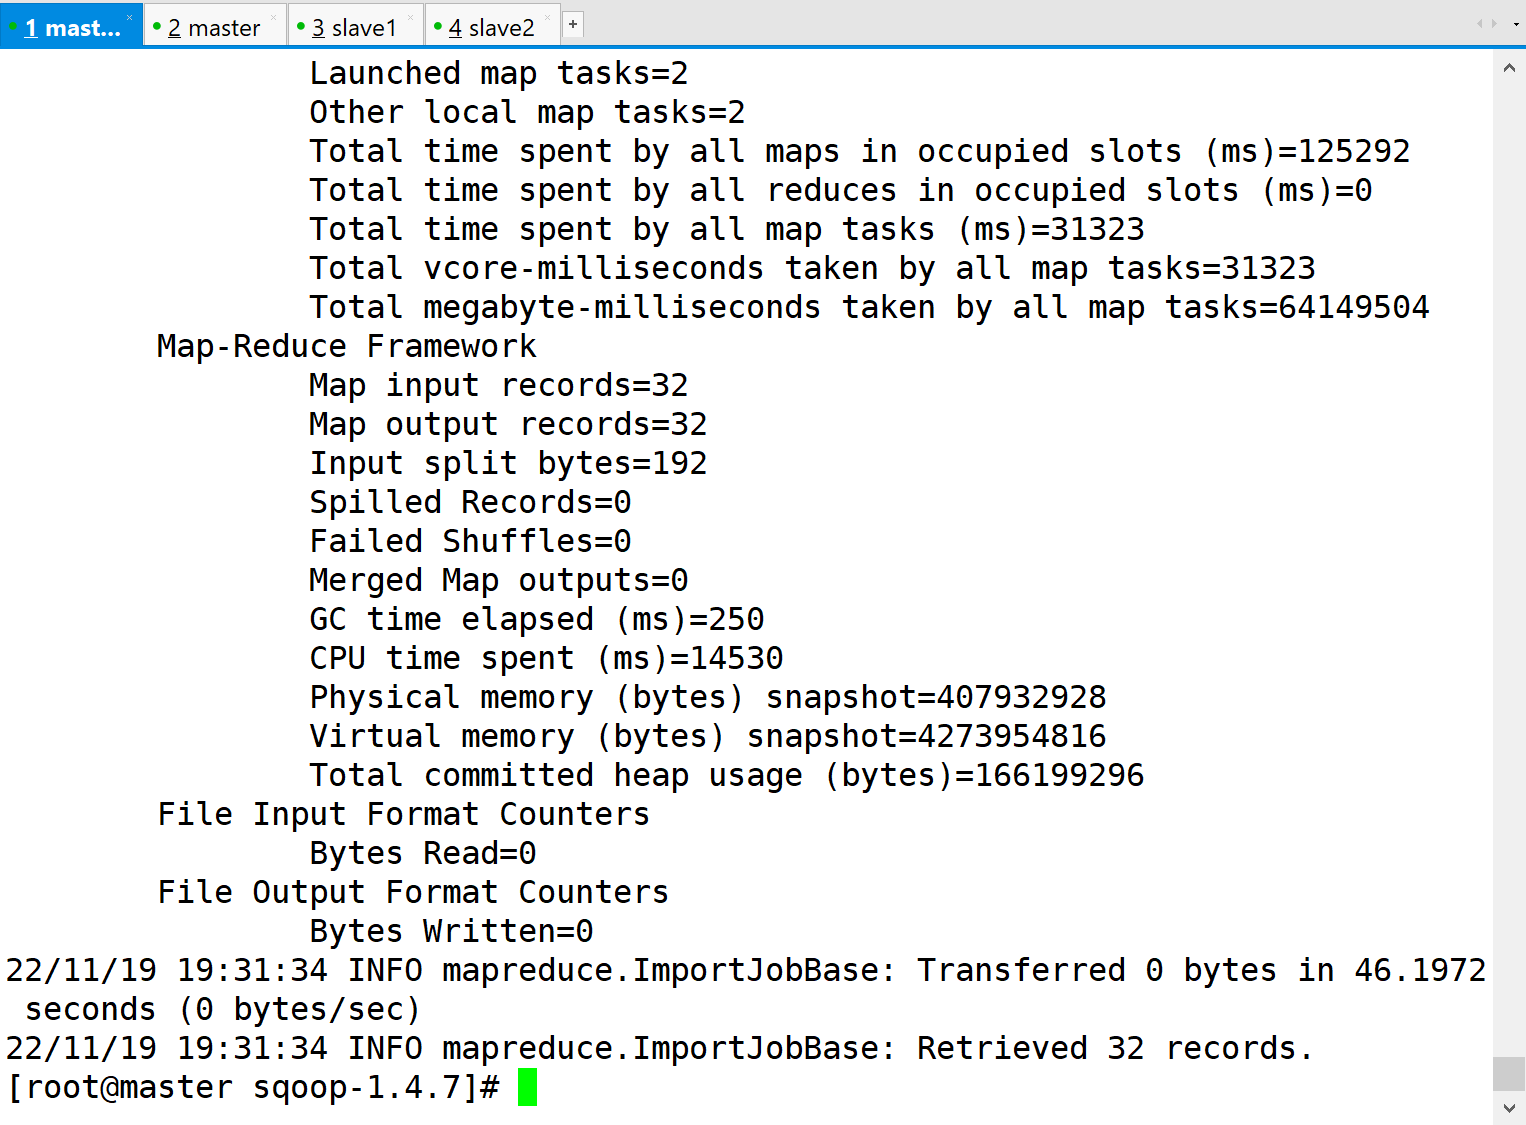 1 mast... 2 master 3 slave1 4 slave2 +
Launched map tasks=2
Other local map tasks=2
Total time spent by all maps in occupied slots (ms)=125292
Total time spent by all reduces in occupied slots (ms)=0
Total time spent by all map tasks (ms)=31323
Total vcore-milliseconds taken by all map tasks=31323
Total megabyte-milliseconds taken by all map tasks=64149504
Map-Reduce Framework
Map input records=32
Map output records=32
Input split bytes=192
Spilled Records=0
Failed Shuffles=0
Merged Map outputs=0
GC time elapsed (ms)=250
CPU time spent (ms)=14530
Physical memory (bytes) snapshot=407932928
Virtual memory (bytes) snapshot=4273954816
Total committed heap usage (bytes)=166199296
File Input Format Counters
Bytes Read=0
File Output Format Counters
Bytes Written=0
22/11/19 19:31:34 INFO mapreduce.ImportJobBase: Transferred 0 bytes in 46.1972
seconds (0 bytes/sec)
22/11/19 19:31:34 INFO mapreduce.ImportJobBase: Retrieved 32 records.
[root@master sqoop-1.4.7]#